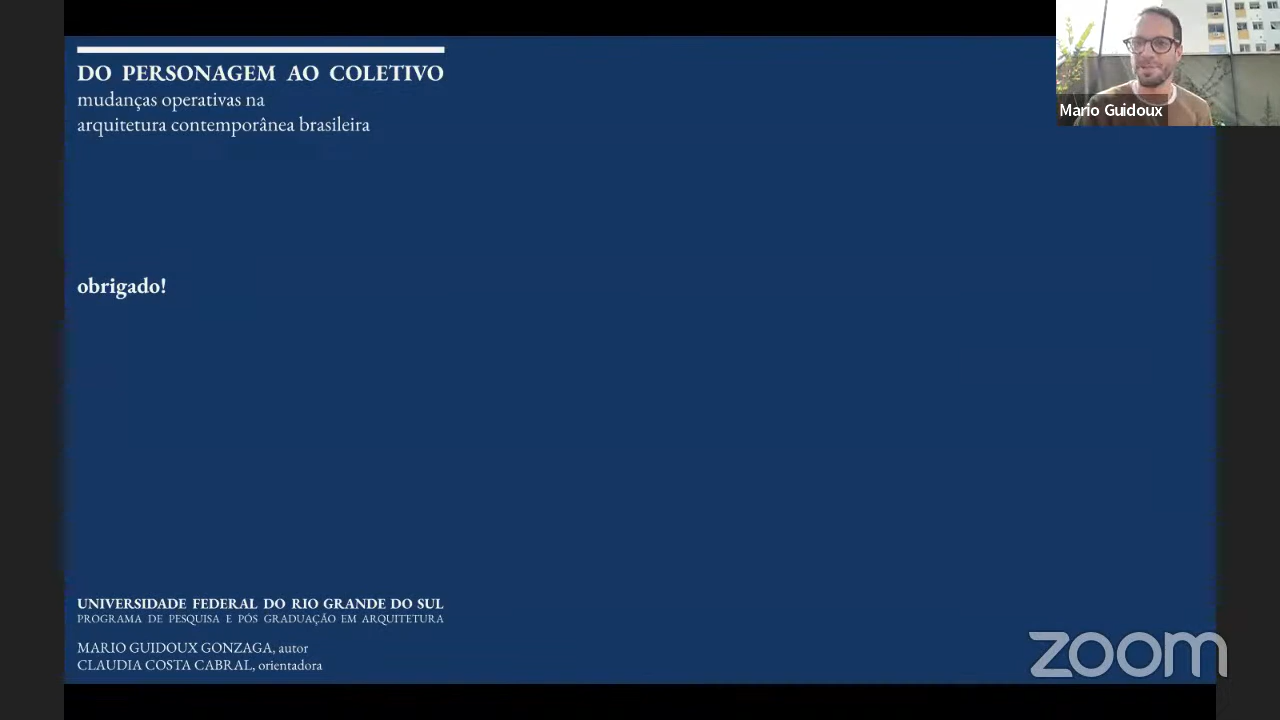 DO PERSONAGEM AO COLETIVO
mudanças operativas na
arquitetura contemporânea brasileira
Mario Guidoux
obrigado!
UNIVERSIDADE FEDERAL DO RIO GRANDE DO SUL
PROGRAMA DE PESQUISA E PÓS GRADUAÇÃO EM ARQUITETURA
MARIO GUIDOUX GONZAGA, autor
CLAUDIA COSTA CABRAL, orientadora
zoom